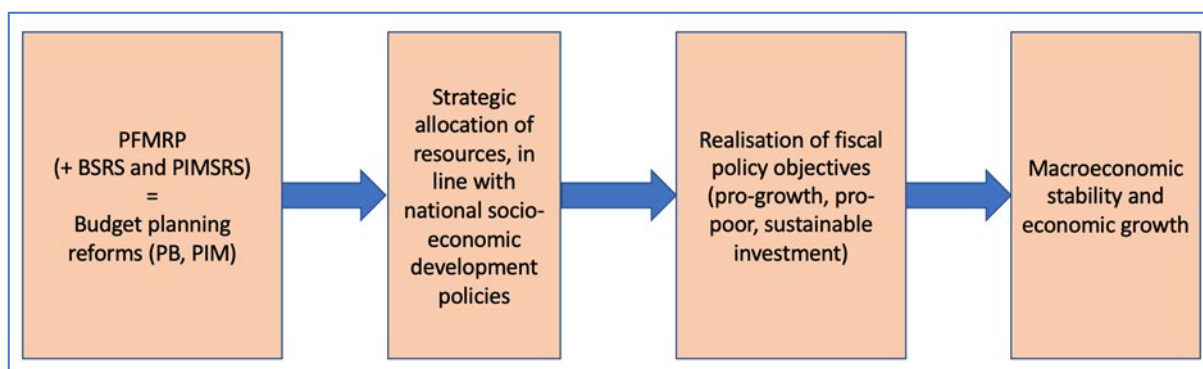 PFMRP
(+ BSRS and PIMSRS)
=
Budget planning
reforms (PB, PIM)
Strategic
allocation of
resources, in
line with
national socio-
economic
development
policies
Realisation of fiscal
policy objectives
(pro-growth, pro-
poor, sustainable
investment)
Macroeconomic
stability and
economic growth